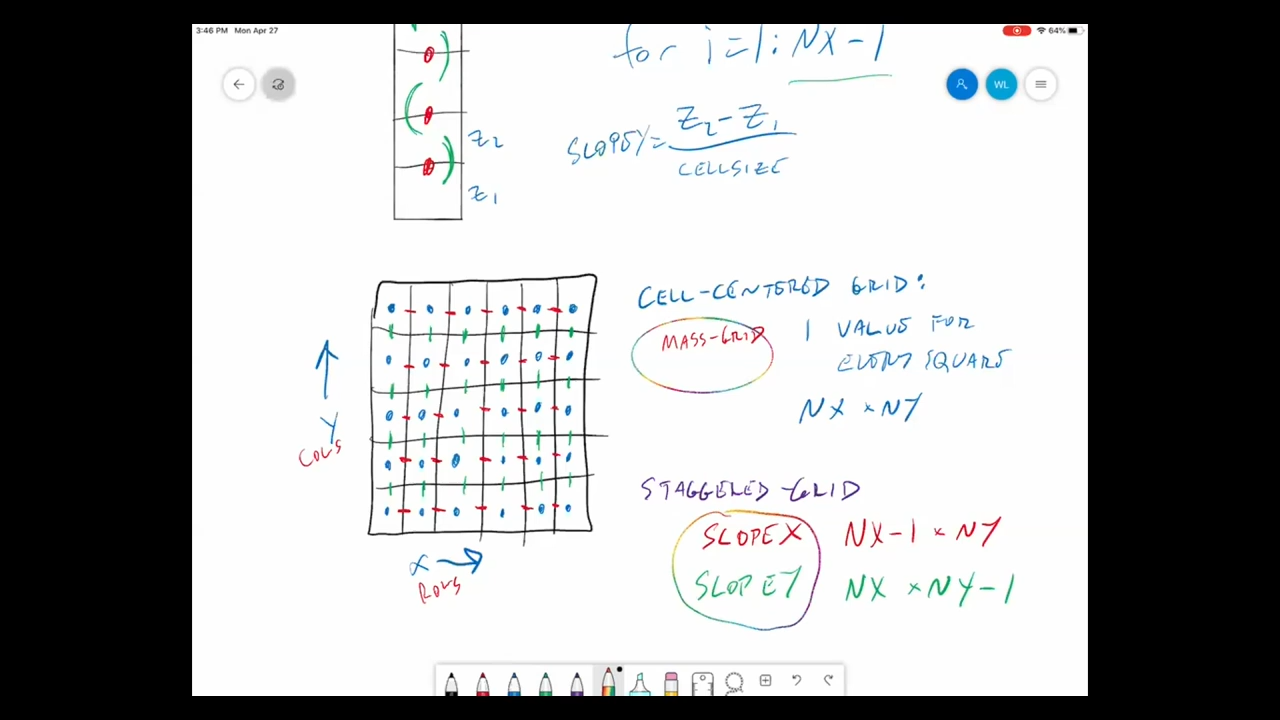 3:46 PM Mon Apr 27
64%
for i=1: NX-1
WL
SLOPEY= Z2-Z1
CELLSIZE
Z2
Z1
CELL-CENTERED GRID:
MASS-GRID
1 VALUE FOR
EVERY SQUARE
NX × NY
Y
COLS
STAGGERED-GRID
SLOPEX NX-1 × NY
SLOPEY NX × NY-1
X
ROWS